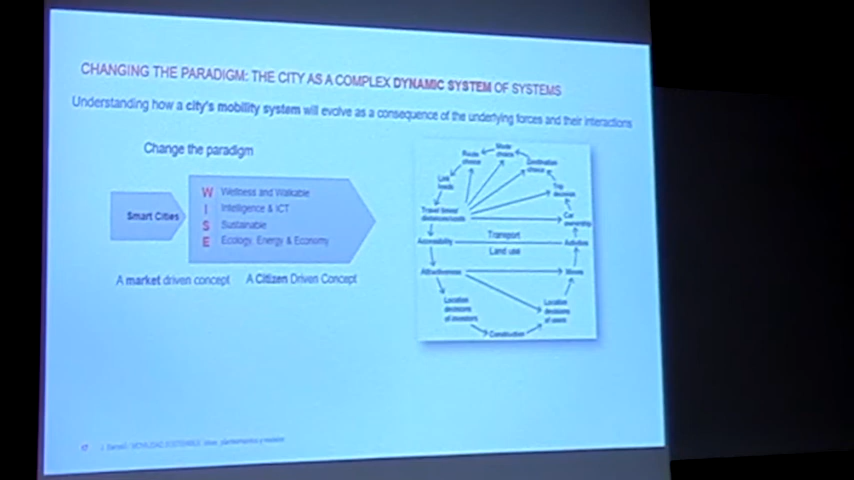 CHANGING THE PARADIGM: THE CITY AS A COMPLEX DYNAMIC SYSTEM OF SYSTEMS
Understanding how a city's mobility system will evolve as a consequence of the underlying forces and their interactions
Change the paradigm
Smart Cities
W Wellness and Walkable
I Intelligence & ICT
S Sustainable
E Ecology, Energy & Economy
A market driven concept
A Citizen Driven Concept
Mode
choice
Route
choice
Destination
choice
Link
loads
Trip
decision
Travel times/
distances/costs
Car
ownership
Transport
Accessibility
Activities
Land use
Attractiveness
Moves
Location
decisions
of investors
Location
decisions
of users
Construction
17
MOVILIDAD SOSTENIBLE: